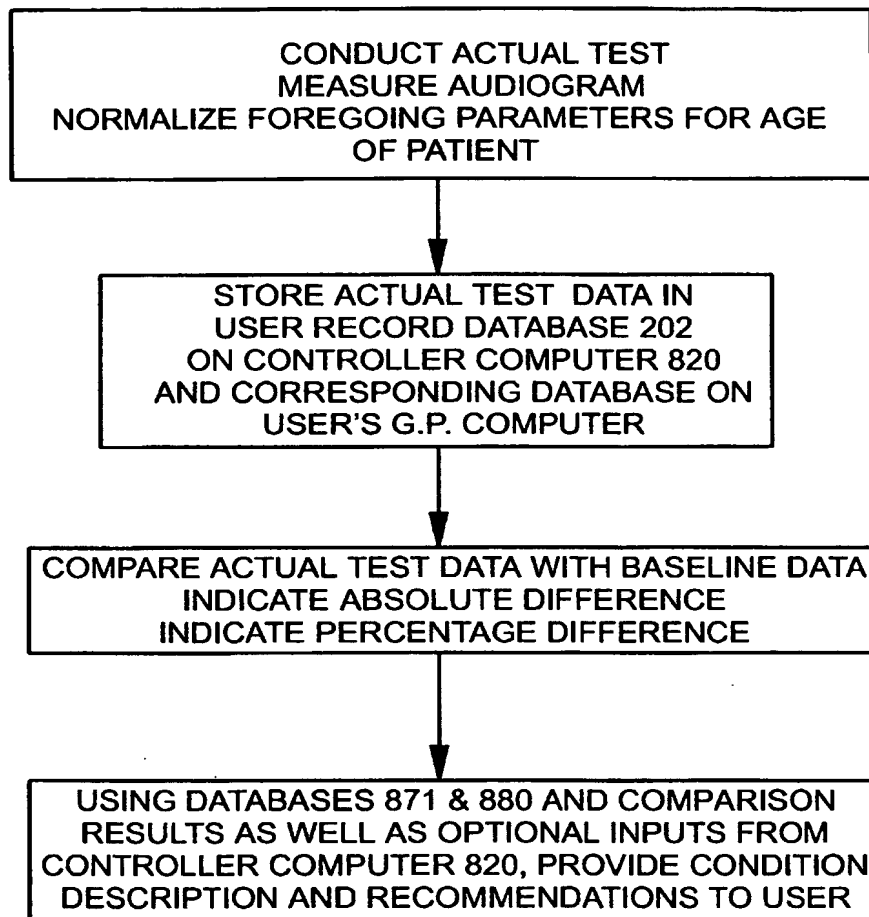 CONDUCT ACTUAL TEST
MEASURE AUDIOGRAM
NORMALIZE FOREGOING PARAMETERS FOR AGE
OF PATIENT
STORE ACTUAL TEST DATA IN
USER RECORD DATABASE 202
ON CONTROLLER COMPUTER 820
AND CORRESPONDING DATABASE ON
USER'S G.P. COMPUTER
COMPARE ACTUAL TEST DATA WITH BASELINE DATA
INDICATE ABSOLUTE DIFFERENCE
INDICATE PERCENTAGE DIFFERENCE
USING DATABASES 871 & 880 AND COMPARISON
RESULTS AS WELL AS OPTIONAL INPUTS FROM
CONTROLLER COMPUTER 820, PROVIDE CONDITION
DESCRIPTION AND RECOMMENDATIONS TO USER